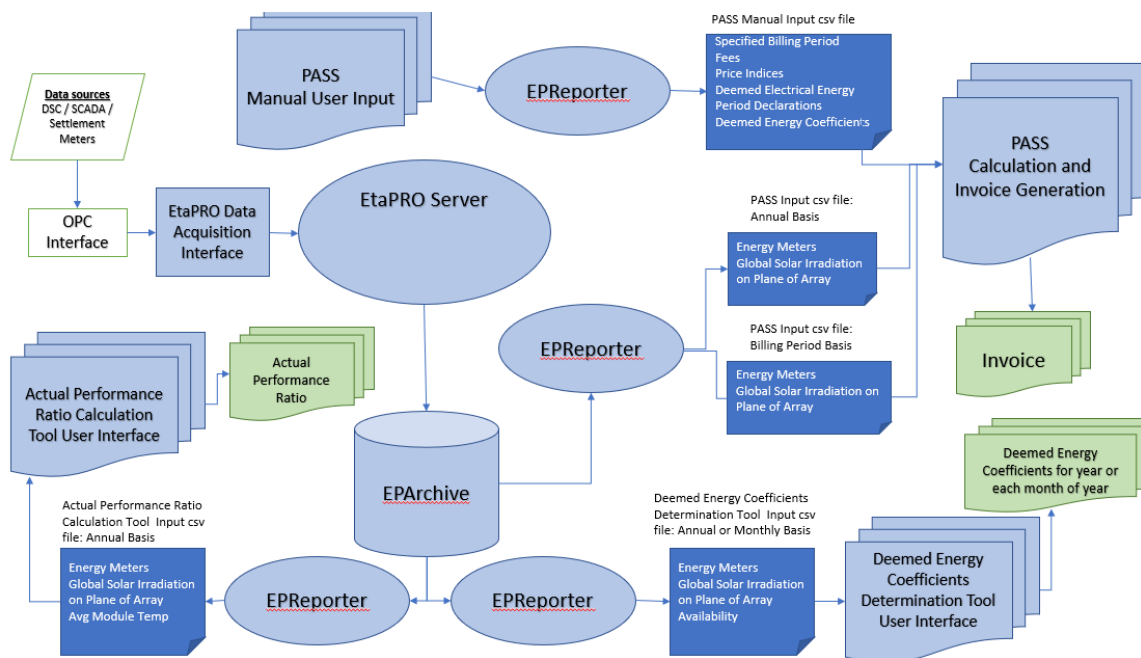 PASS
Manual User Input
EPReporter
PASS Manual Input csv file
Specified Billing Period
Fees
Price Indices
Deemed Electrical Energy
Period Declarations
Deemed Energy Coefficients
PASS
Calculation and
Invoice Generation
Data sources
DSC / SCADA /
Settlement
Meters
OPC
Interface
EtaPRO Data
Acquisition
Interface
EtaPRO Server
PASS Input csv file:
Annual Basis
Energy Meters
Global Solar Irradiation
on Plane of Array
EPReporter
PASS Input csv file:
Billing Period Basis
Energy Meters
Global Solar Irradiation on
Plane of Array
Invoice
Actual Performance
Ratio Calculation
Tool User Interface
Actual
Performance
Ratio
EPArchive
Deemed Energy
Coefficients for year or
each month of year
Actual Performance Ratio
Calculation Tool  Input csv
file: Annual Basis
Energy Meters
Global Solar Irradiation
on Plane of Array
Avg Module Temp
EPReporter
EPReporter
Deemed Energy Coefficients
Determination Tool  Input csv
file: Annual or Monthly Basis
Energy Meters
Global Solar Irradiation
on Plane of Array
Availability
Deemed Energy
Coefficients
Determination Tool
User Interface